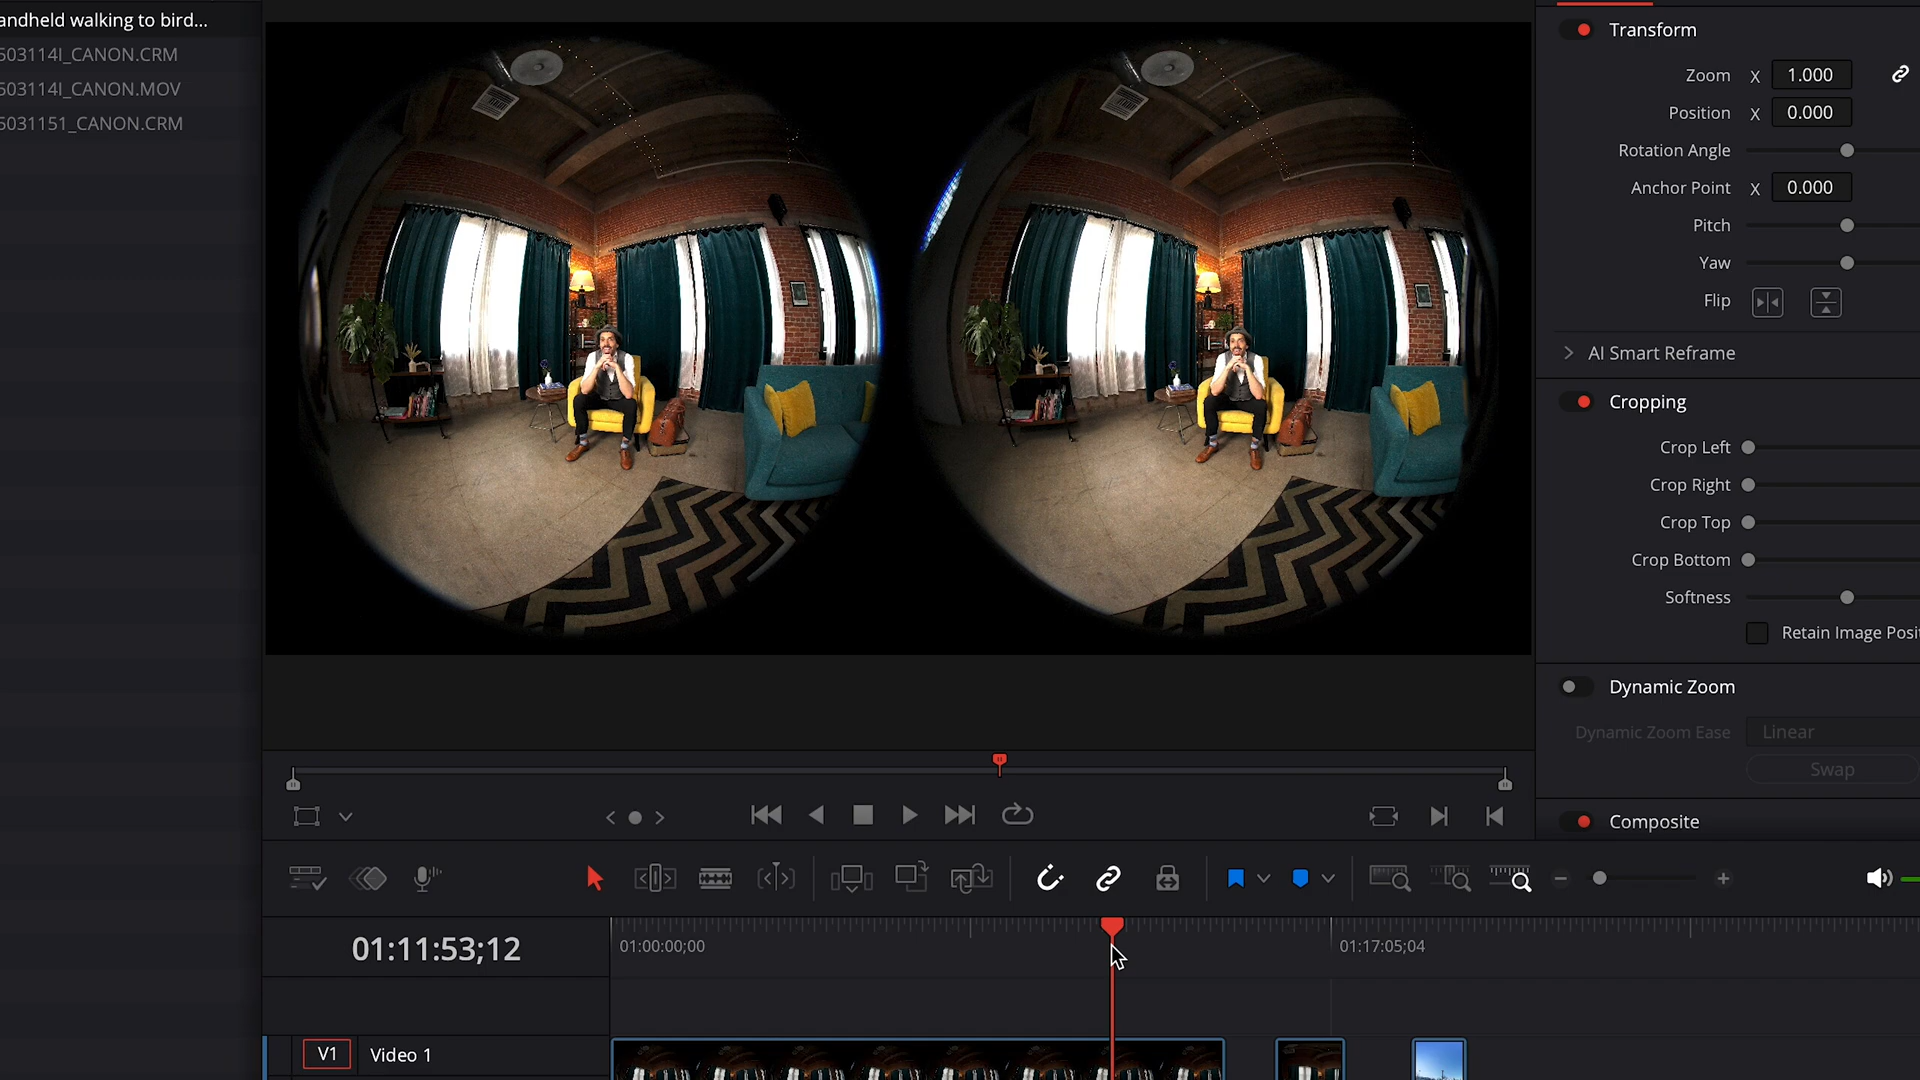 andheld walking to bird...
503114I_CANON.CRM
503114I_CANON.MOV
5031151_CANON.CRM
Transform
Zoom X 1.000
Position X 0.000
Rotation Angle
Anchor Point X 0.000
Pitch
Yaw
Flip
AI Smart Reframe
Cropping
Crop Left
Crop Right
Crop Top
Crop Bottom
Softness
Retain Image Posit
Dynamic Zoom
Dynamic Zoom Ease Linear
Swap
Composite
01:11:53;12
01:00:00;00
01:17:05;04
V1 Video 1